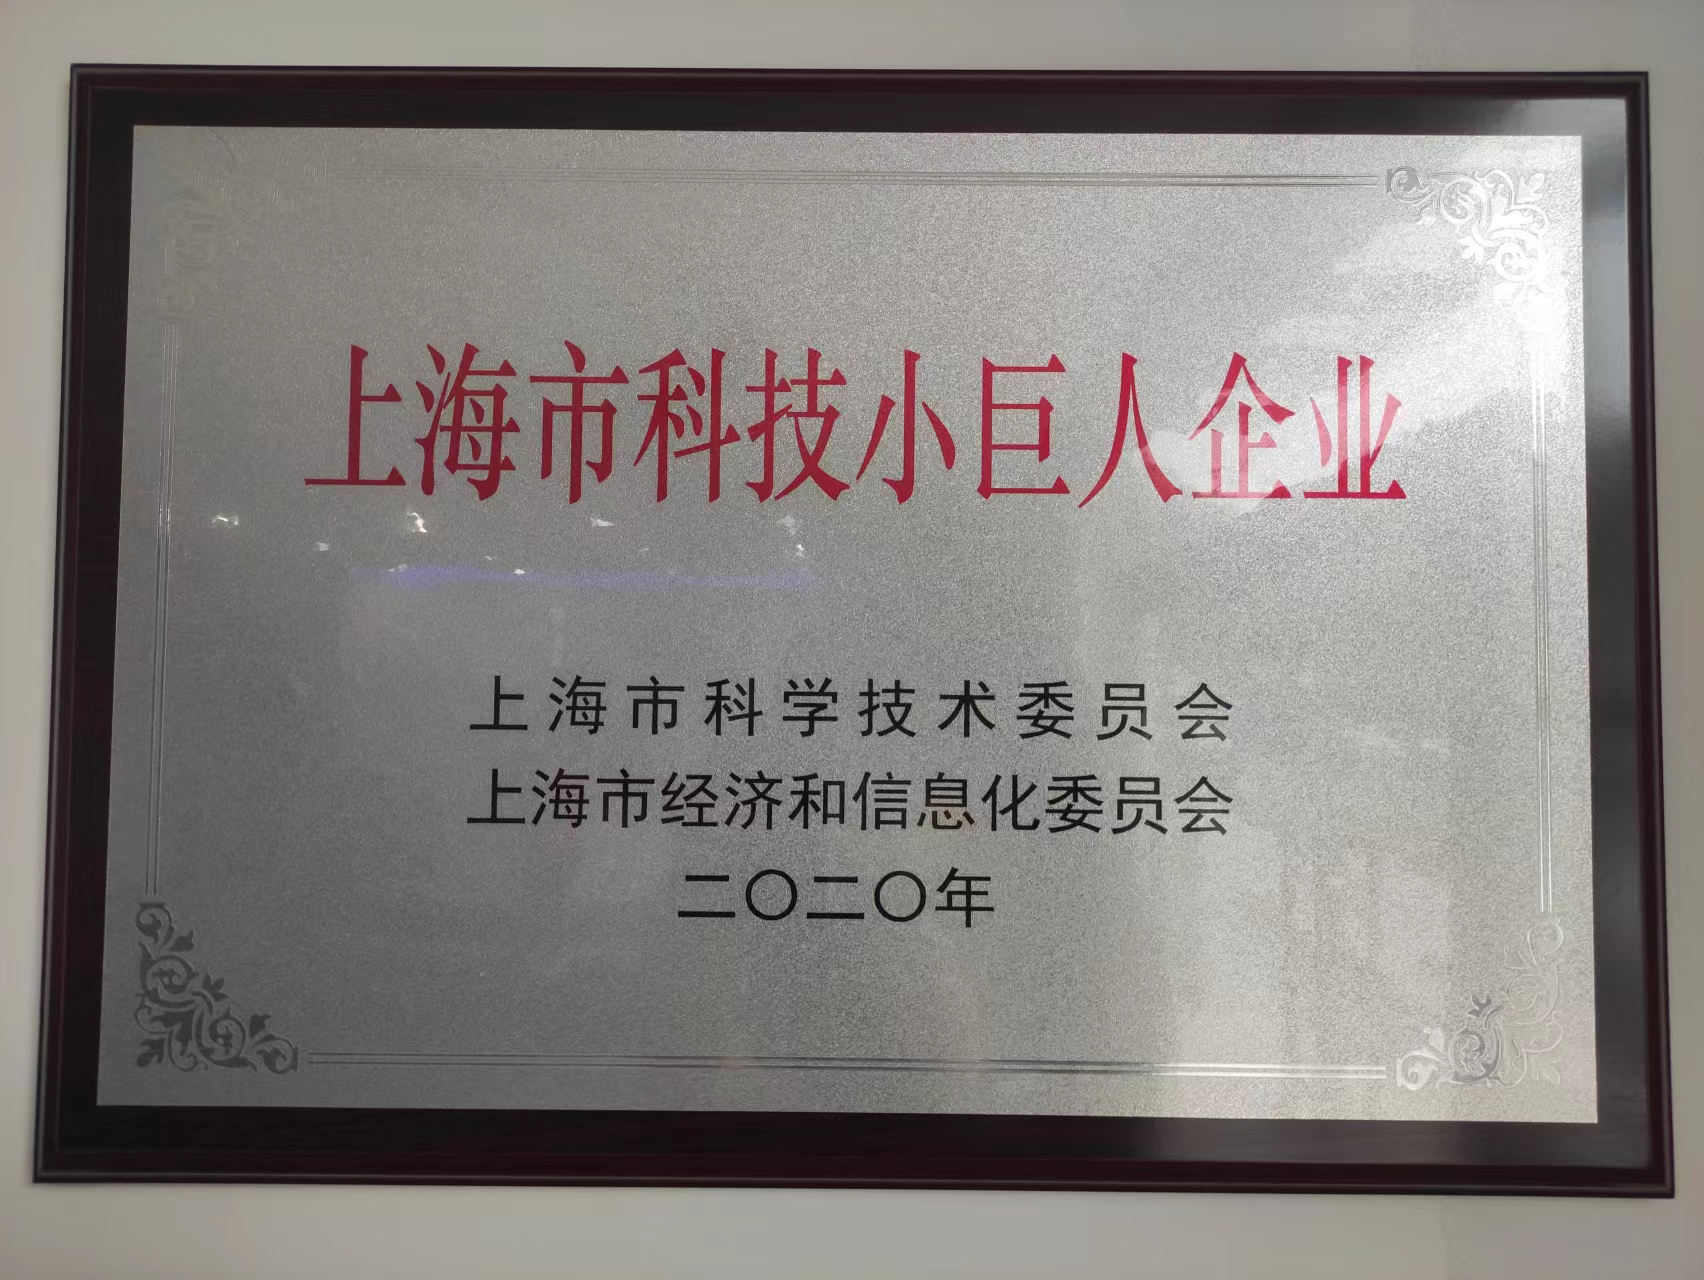 上海市科技小巨人企业
上海市科学技术委员会
上海市经济和信息化委员会
二〇二〇年